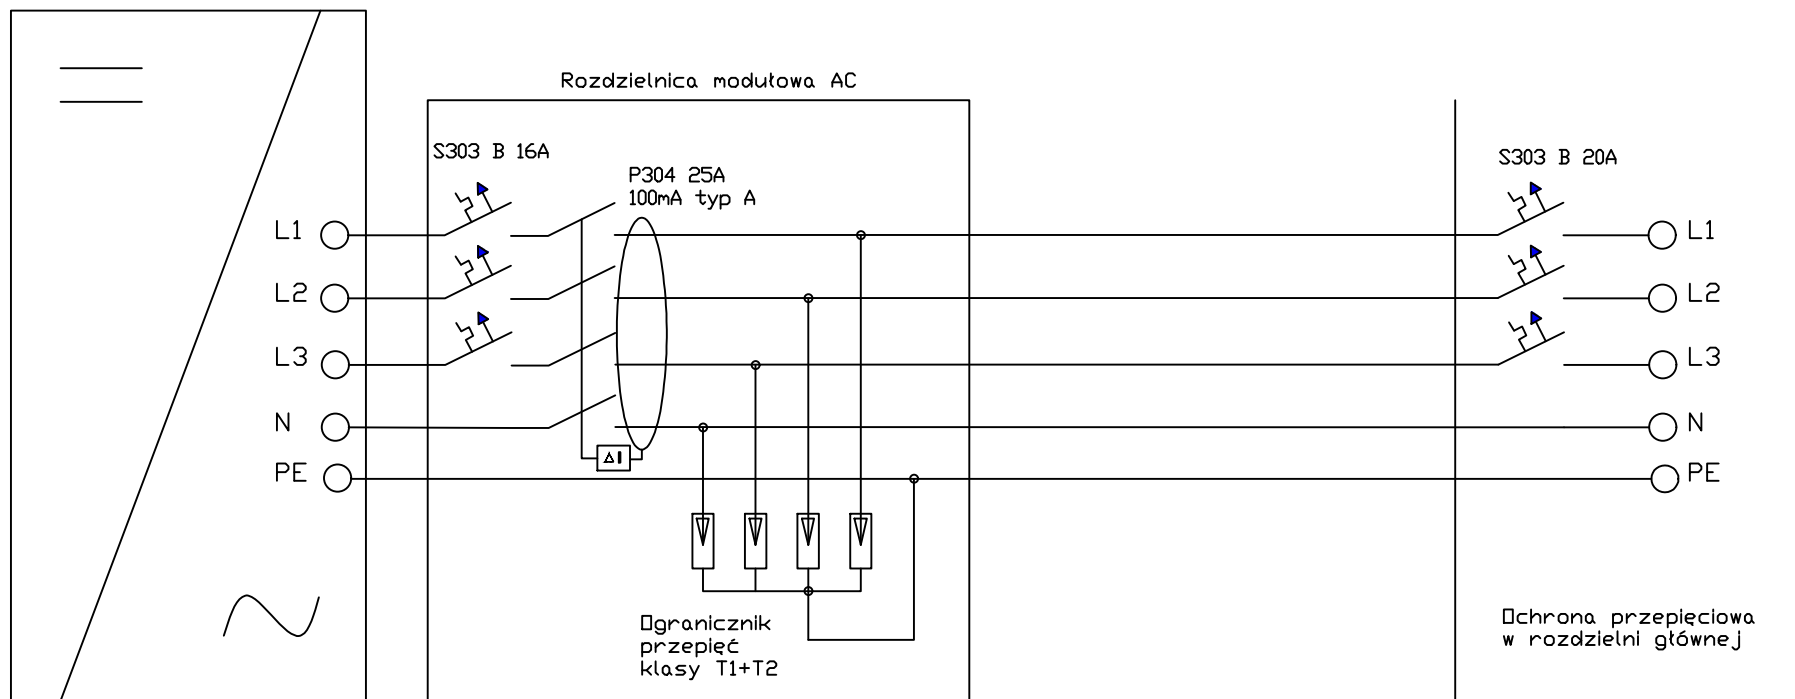 Rozdzielnica modułowa AC
S303 B 16A
P304 25A
100mA typ A
S303 B 20A
L1
L2
L3
N
PE
ΔI
L1
L2
L3
N
PE
Ogranicznik
przepięć
klasy T1+T2
Ochrona przepięciowa
w rozdzielni głównej